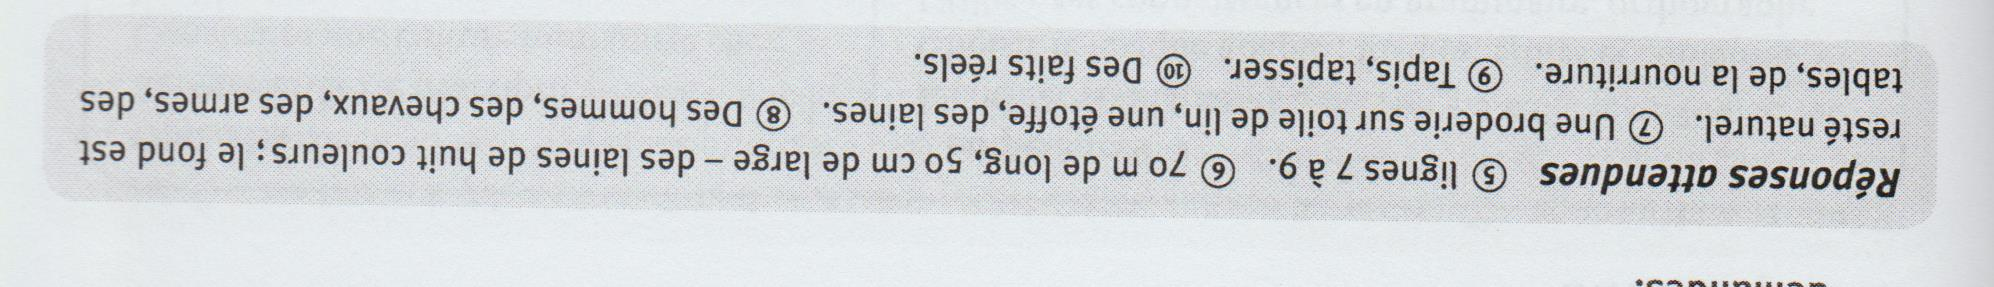 Réponses attendues ⑤ lignes 7 à 9. ⑥ 70 m de long, 50 cm de large – des laines de huit couleurs ; le fond est
resté naturel. ⑦ Une broderie sur toile de lin, une étoffe, des laines. ⑧ Des hommes, des chevaux, des armes, des
tables, de la nourriture. ⑨ Tapis, tapisser. ⑩ Des faits réels.